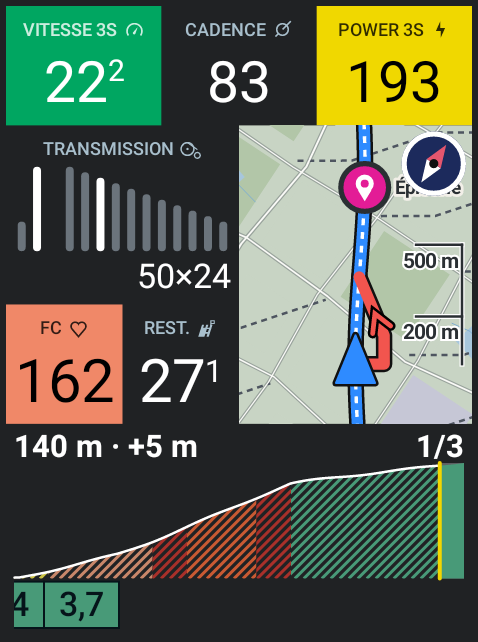 VITESSE 3S
CADENCE
POWER 3S
22²
83
193
TRANSMISSION
50×24
500 m
200 m
FC
REST.
162
27¹
140 m · +5 m
1/3
4
3,7